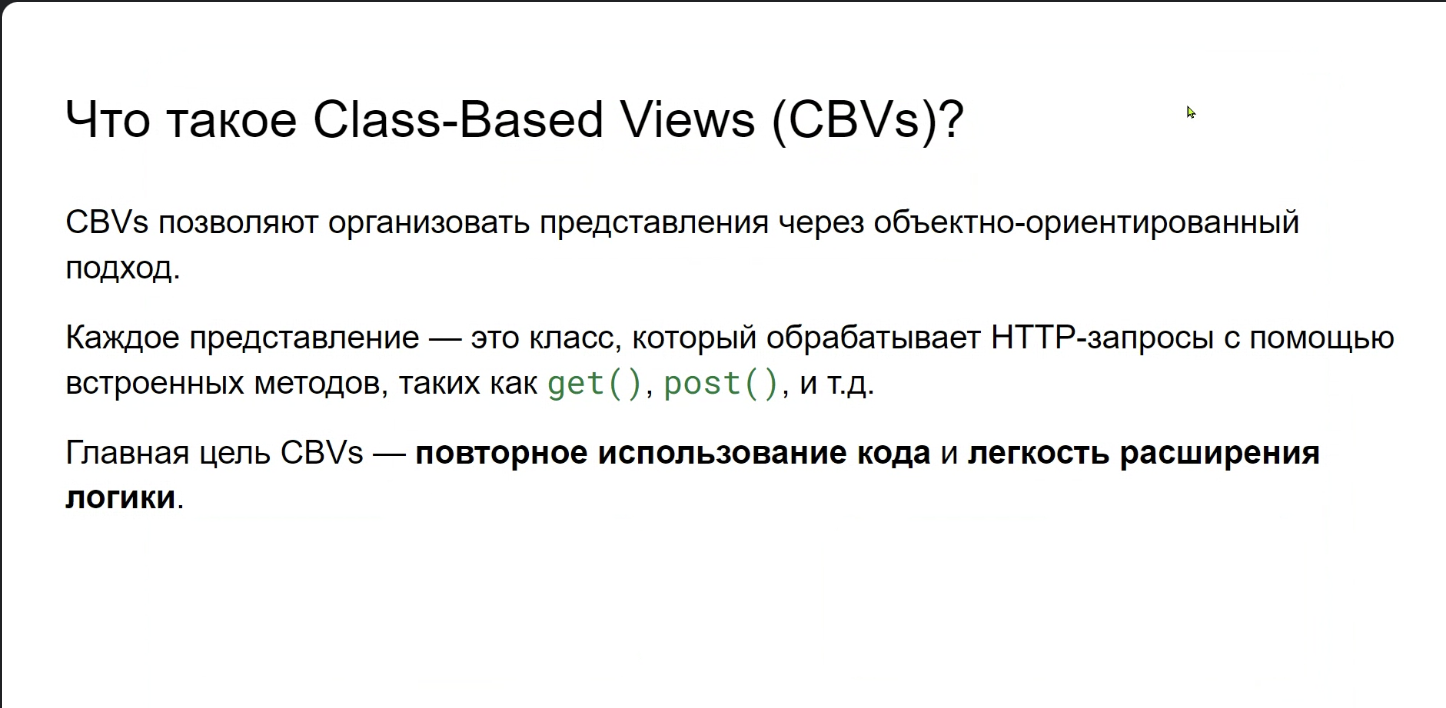 Что такое Class-Based Views (CBVs)?
CBVs позволяют организовать представления через объектно-ориентированный
подход.
Каждое представление — это класс, который обрабатывает HTTP-запросы с помощью
встроенных методов, таких как get(), post(), и т.д.
Главная цель CBVs — повторное использование кода и легкость расширения
логики.